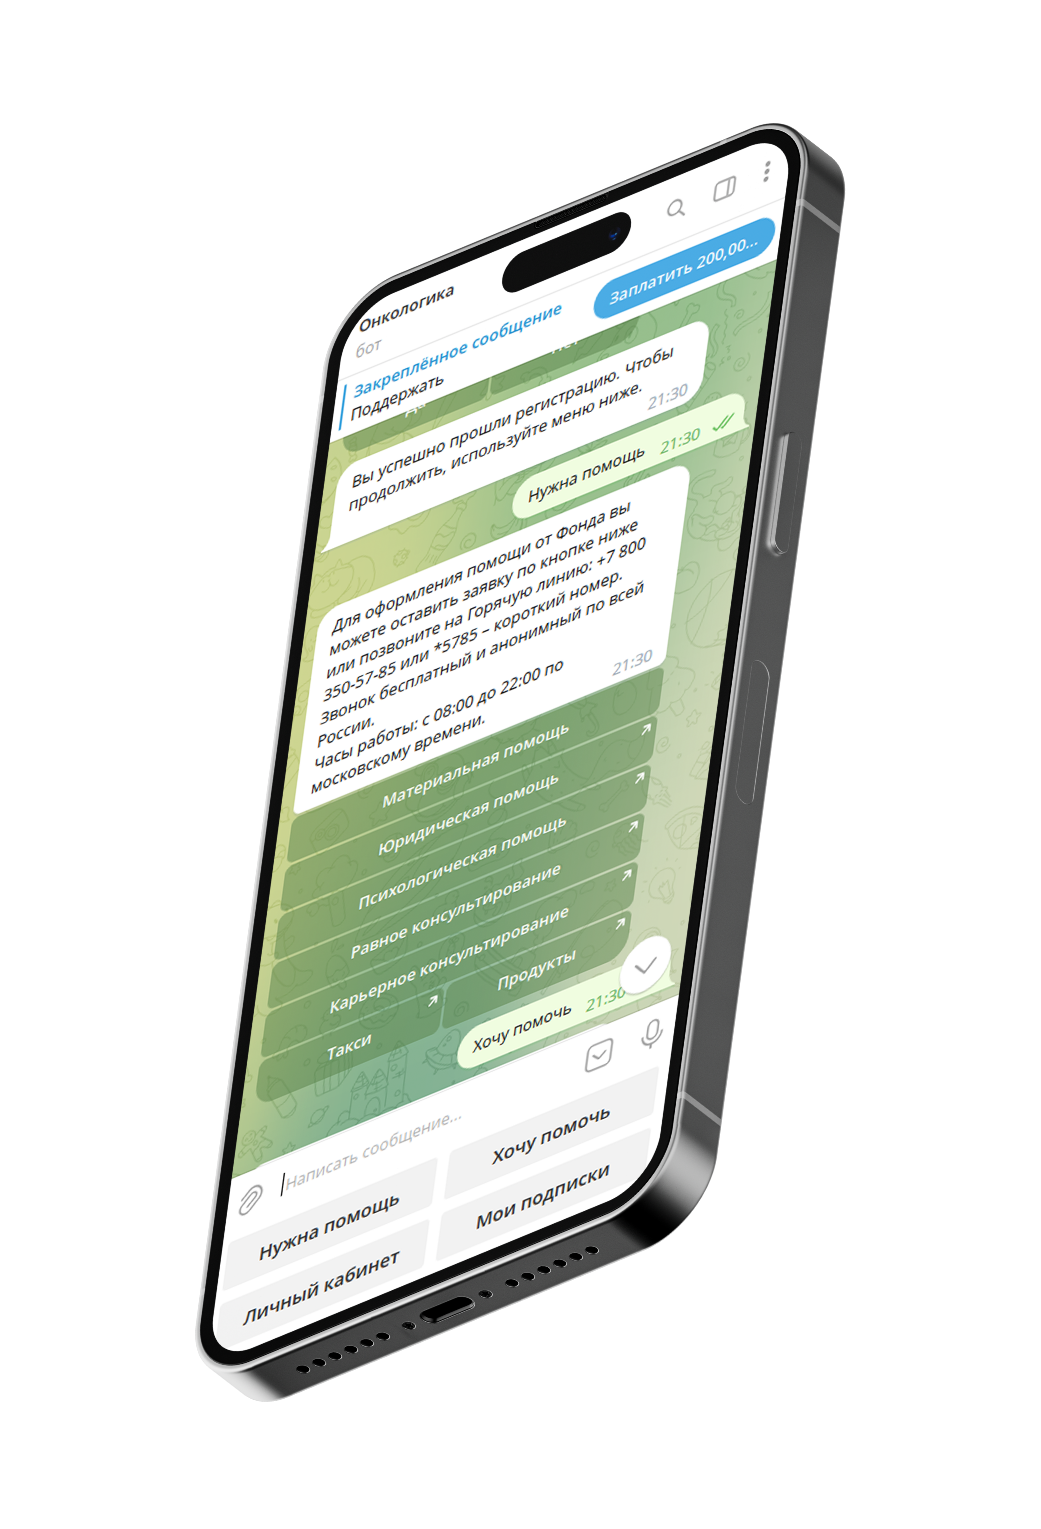 Онкологика
бот
Закреплённое сообщение
Поддержать
Заплатить 200,00...
Вы успешно прошли регистрацию. Чтобы
продолжить, используйте меню ниже.
21:30
Нужна помощь 21:30
Для оформления помощи от Фонда вы
можете оставить заявку по кнопке ниже
или позвоните на Горячую линию: +7 800
350-57-85 или *5785 – короткий номер.
Звонок бесплатный и анонимный по всей
России.
Часы работы: с 08:00 до 22:00 по
московскому времени.
21:30
Материальная помощь
Юридическая помощь
Психологическая помощь
Равное консультирование
Карьерное консультирование
Такси
Продукты
Хочу помочь 21:30
Написать сообщение...
Нужна помощь
Хочу помочь
Личный кабинет
Мои подписки